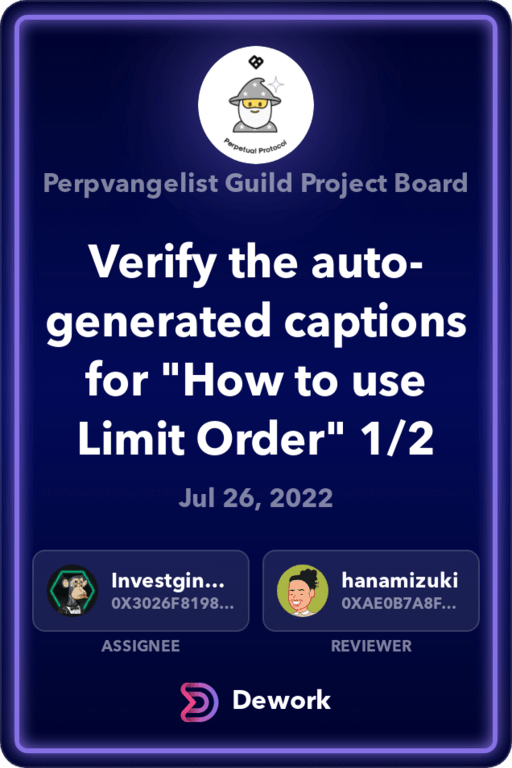 Perpetual Protocol
Perpvangelist Guild Project Board
Verify the auto-
generated captions
for "How to use
Limit Order" 1/2
Jul 26, 2022
Investgin...
0X3026F8198...
ASSIGNEE
hanamizuki
0XAE0B7A8F...
REVIEWER
Dework